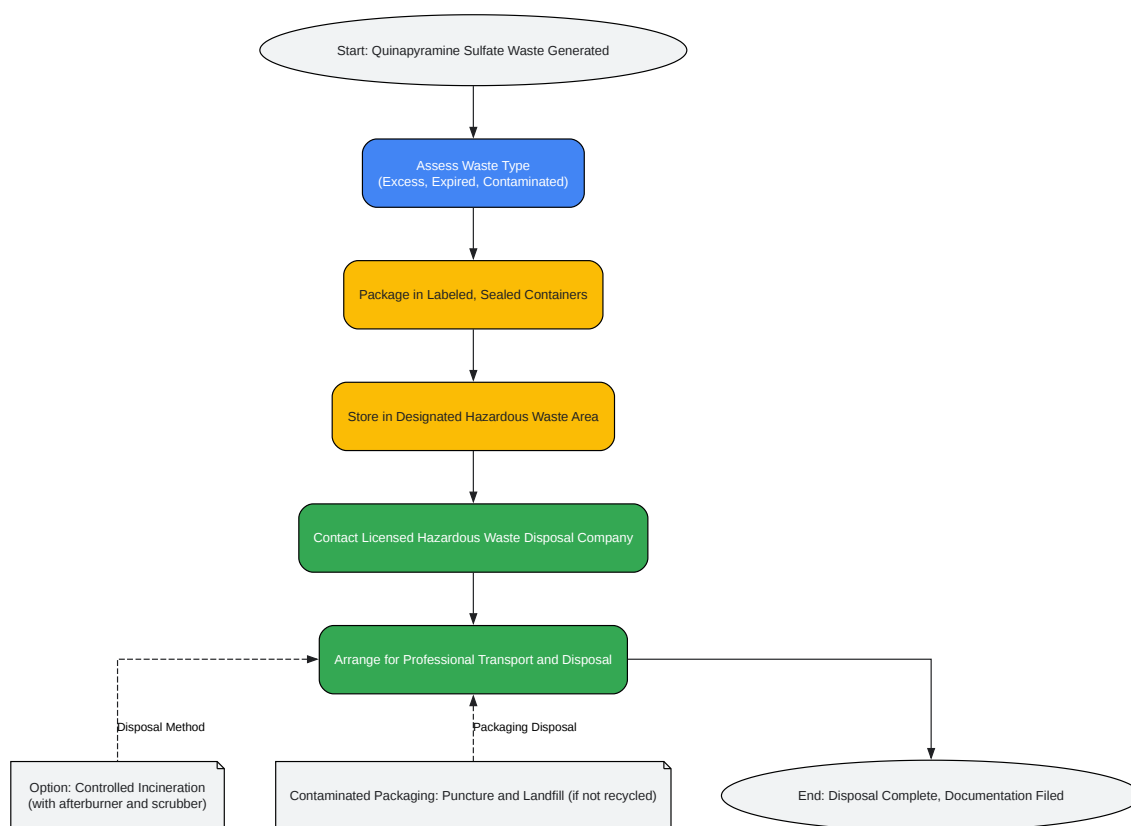 Start: Quinapyramine Sulfate Waste Generated
Assess Waste Type
(Excess, Expired, Contaminated)
Package in Labeled, Sealed Containers
Store in Designated Hazardous Waste Area
Contact Licensed Hazardous Waste Disposal Company
Arrange for Professional Transport and Disposal
Disposal Method
Packaging Disposal
Option: Controlled Incineration
(with afterburner and scrubber)
Contaminated Packaging: Puncture and Landfill (if not recycled)
End: Disposal Complete, Documentation Filed